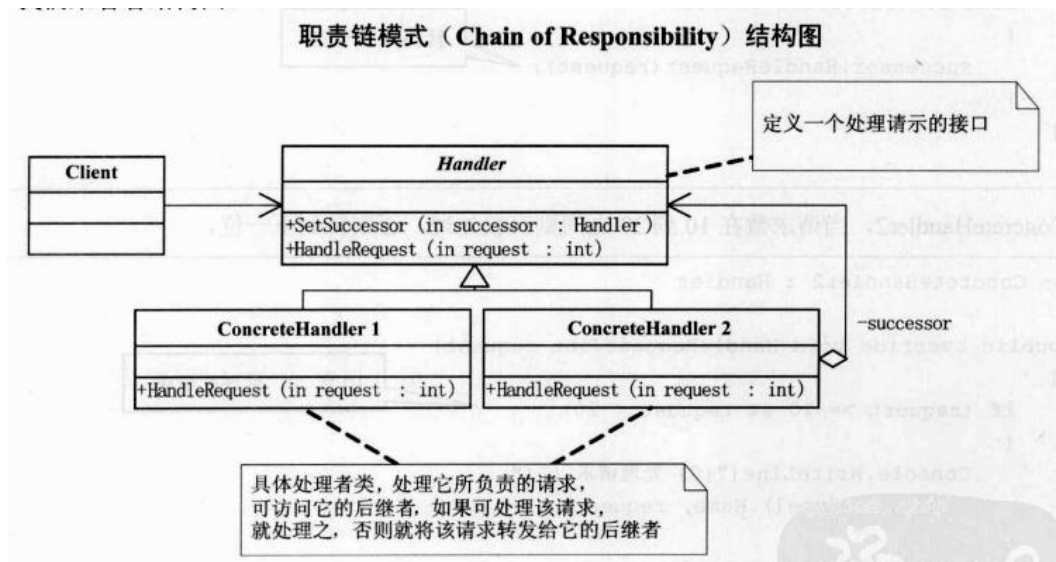 职责链模式（Chain of Responsibility）结构图
定义一个处理请示的接口
Client
Handler
+SetSuccessor (in successor : Handler)
+HandleRequest (in request : int)
ConcreteHandler 1
+HandleRequest (in request : int)
ConcreteHandler 2
+HandleRequest (in request : int)
-successor
具体处理者类，处理它所负责的请求，
可访问它的后继者，如果可处理该请求，
就处理之，否则就将该请求转发给它的后继者